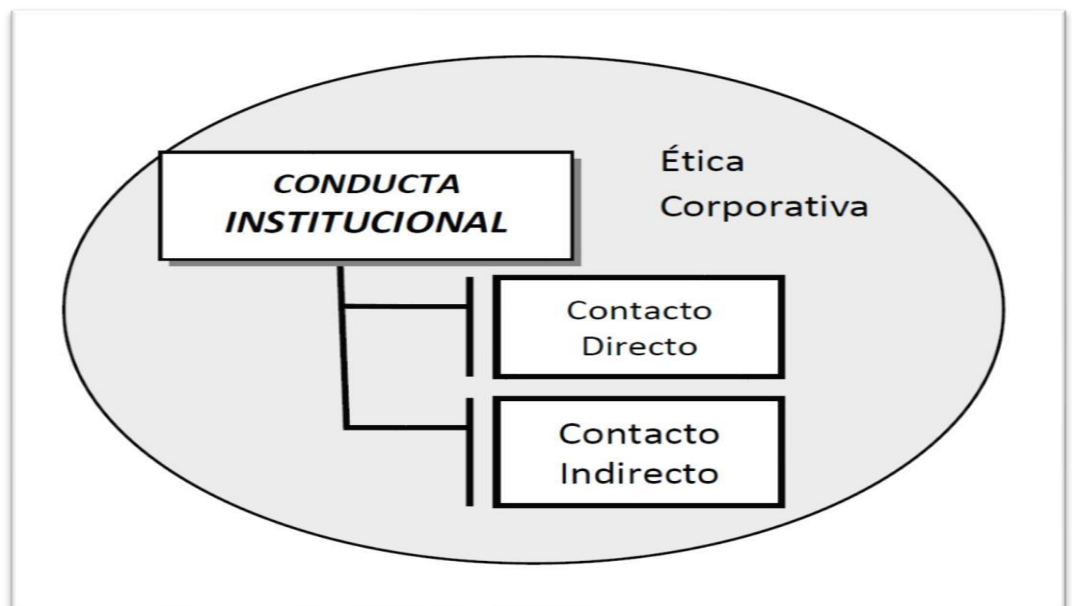 CONDUCTA
INSTITUCIONAL
Ética
Corporativa
Contacto
Directo
Contacto
Indirecto